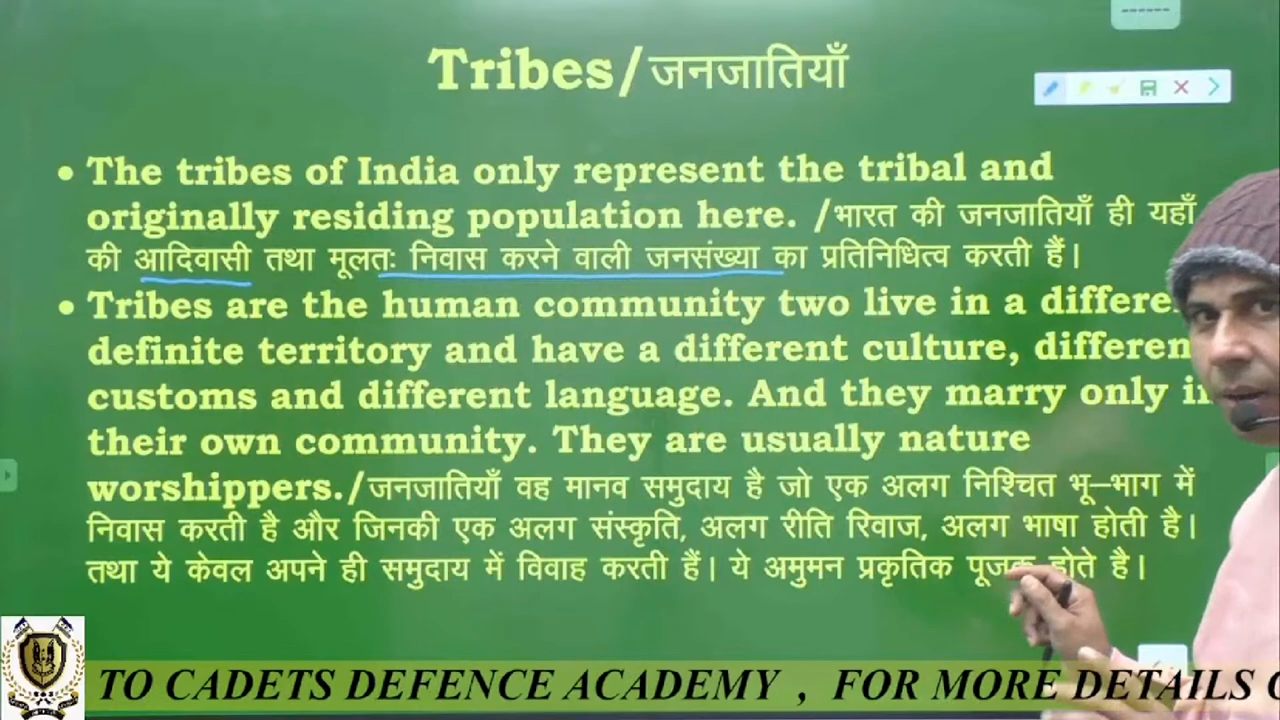 ------
Tribes/जनजातियाँ
• The tribes of India only represent the tribal and
originally residing population here. /भारत की जनजातियाँ ही यहाँ
की आदिवासी तथा मूलतः निवास करने वाली जनसंख्या का प्रतिनिधित्व करती हैं।
• Tribes are the human community two live in a differe
definite territory and have a different culture, differen
customs and different language. And they marry only in
their own community. They are usually nature
worshippers./जनजातियाँ वह मानव समुदाय है जो एक अलग निश्चित भू–भाग में
निवास करती है और जिनकी एक अलग संस्कृति, अलग रीति रिवाज, अलग भाषा होती है।
तथा ये केवल अपने ही समुदाय में विवाह करती हैं। ये अमुमन प्रकृतिक पूजक होते है।
TO CADETS DEFENCE ACADEMY , FOR MORE DETAILS